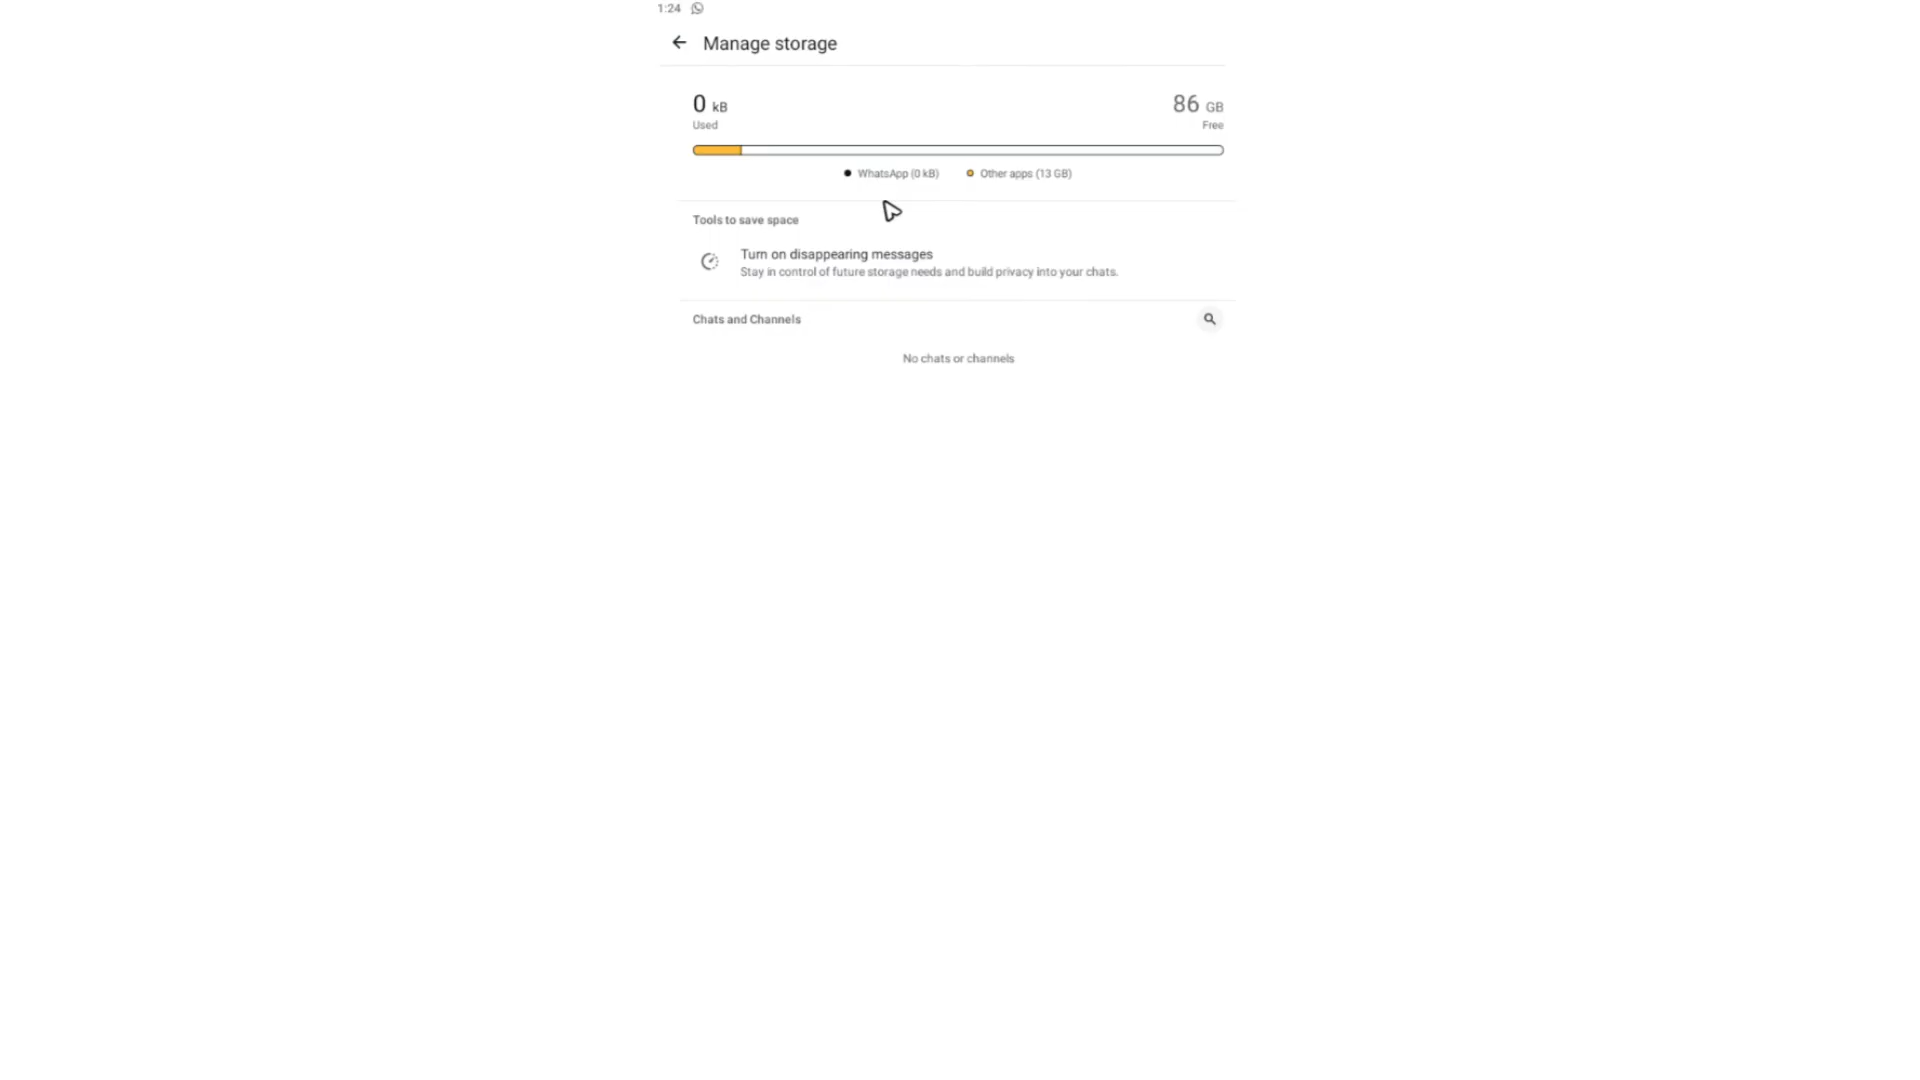 1:24
Manage storage
0 kB
86 GB
Used
Free
WhatsApp (0 kB)
Other apps (13 GB)
Tools to save space
Turn on disappearing messages
Stay in control of future storage needs and build privacy into your chats.
Chats and Channels
No chats or channels